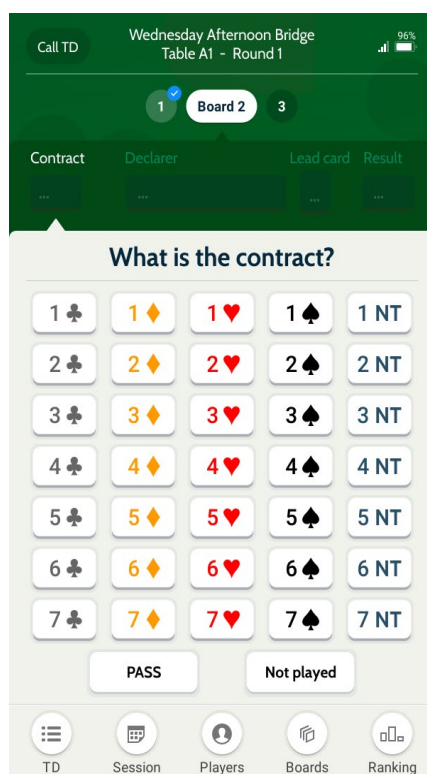 Call TD
Wednesday Afternoon Bridge
Table A1 - Round 1
96%
1 Board 2 3
Contract Declarer Lead card Result
... ... ... ...
What is the contract?
1 ♣ 1 ♦ 1 ♥ 1 ♠ 1 NT
2 ♣ 2 ♦ 2 ♥ 2 ♠ 2 NT
3 ♣ 3 ♦ 3 ♥ 3 ♠ 3 NT
4 ♣ 4 ♦ 4 ♥ 4 ♠ 4 NT
5 ♣ 5 ♦ 5 ♥ 5 ♠ 5 NT
6 ♣ 6 ♦ 6 ♥ 6 ♠ 6 NT
7 ♣ 7 ♦ 7 ♥ 7 ♠ 7 NT
PASS Not played
TD Session Players Boards Ranking